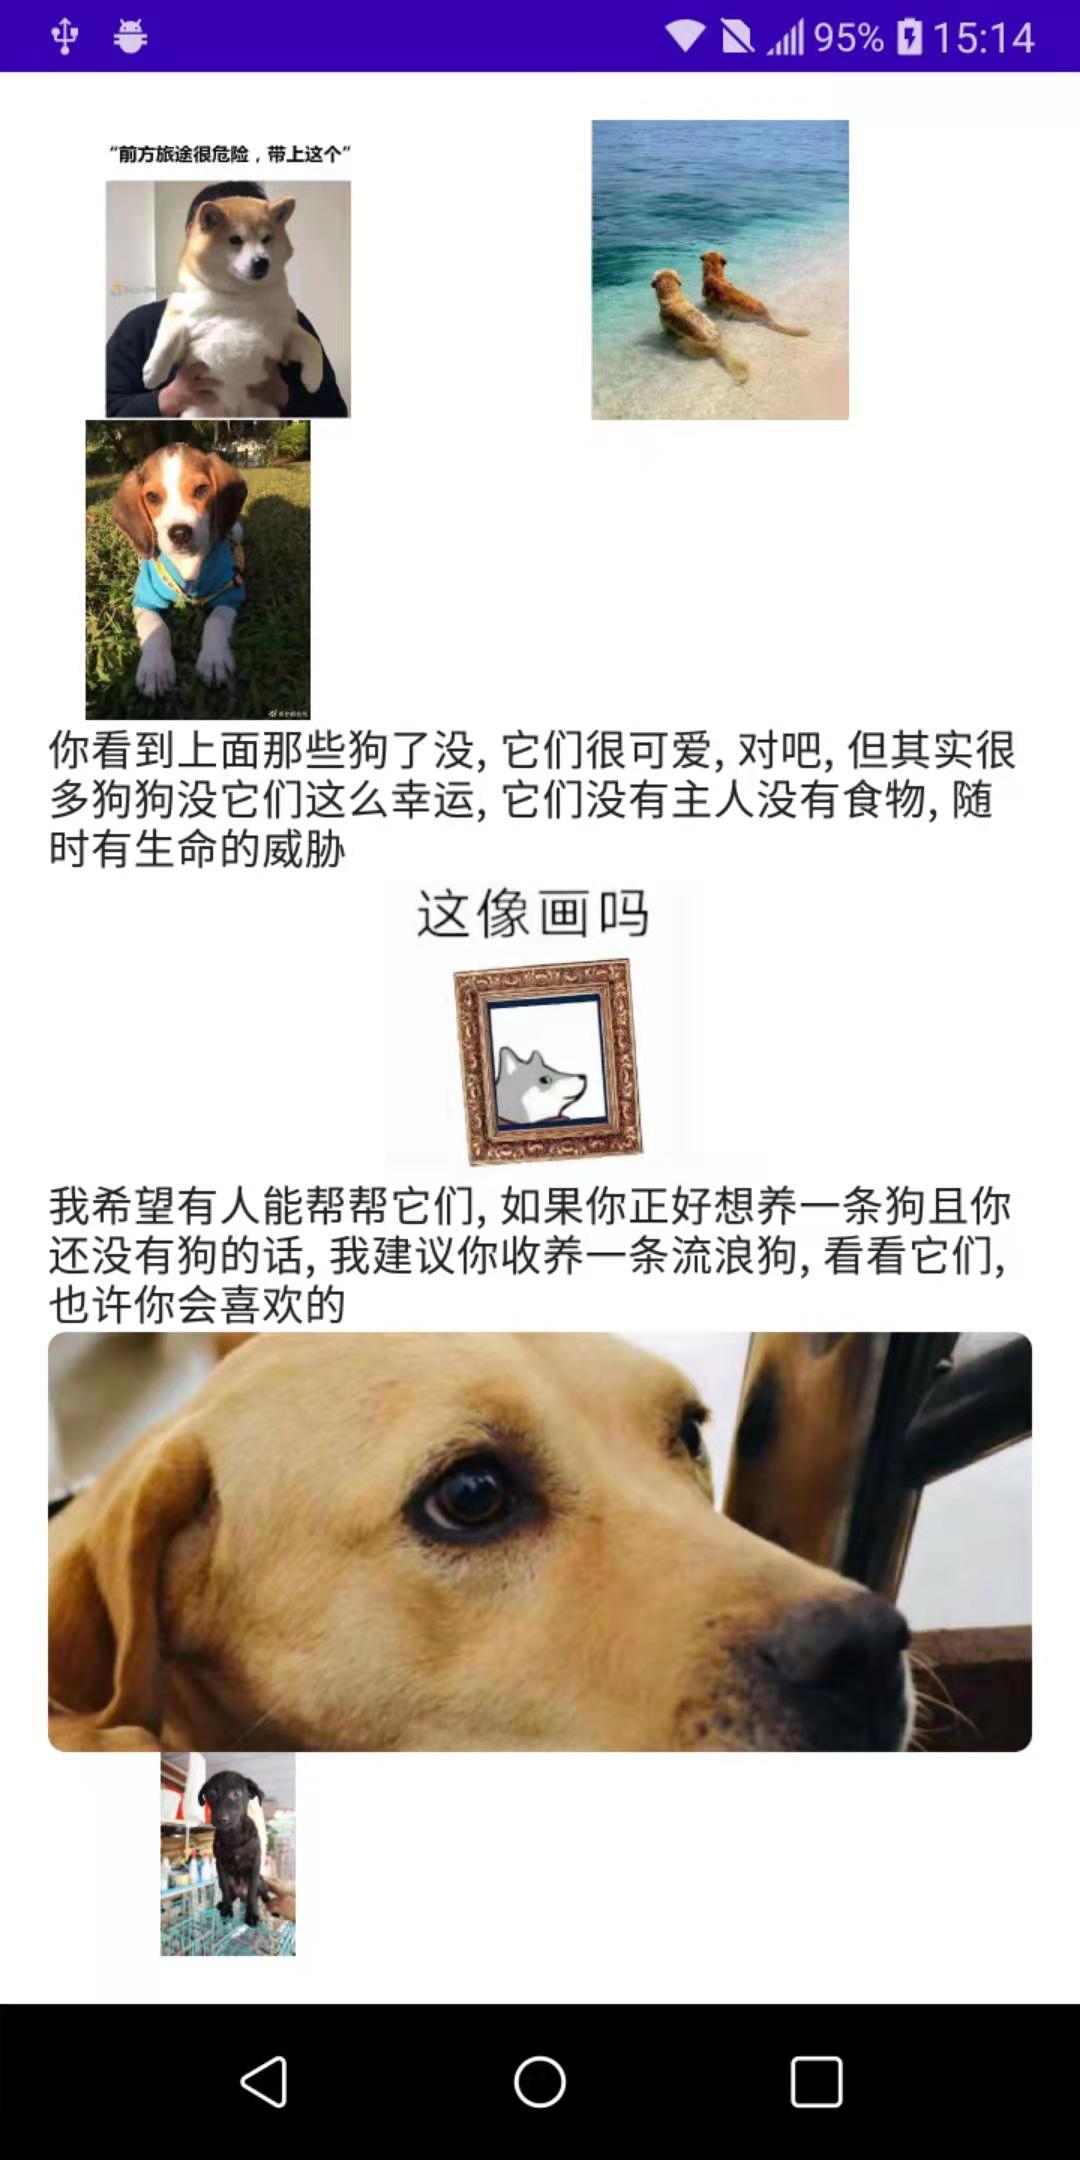 95% 15:14
“前方旅途很危险，带上这个”
你看到上面那些狗了没, 它们很可爱, 对吧, 但其实很
多狗狗没它们这么幸运, 它们没有主人没有食物, 随
时有生命的威胁
这像画吗
我希望有人能帮帮它们, 如果你正好想养一条狗且你
还没有狗的话, 我建议你收养一条流浪狗, 看看它们,
也许你会喜欢的